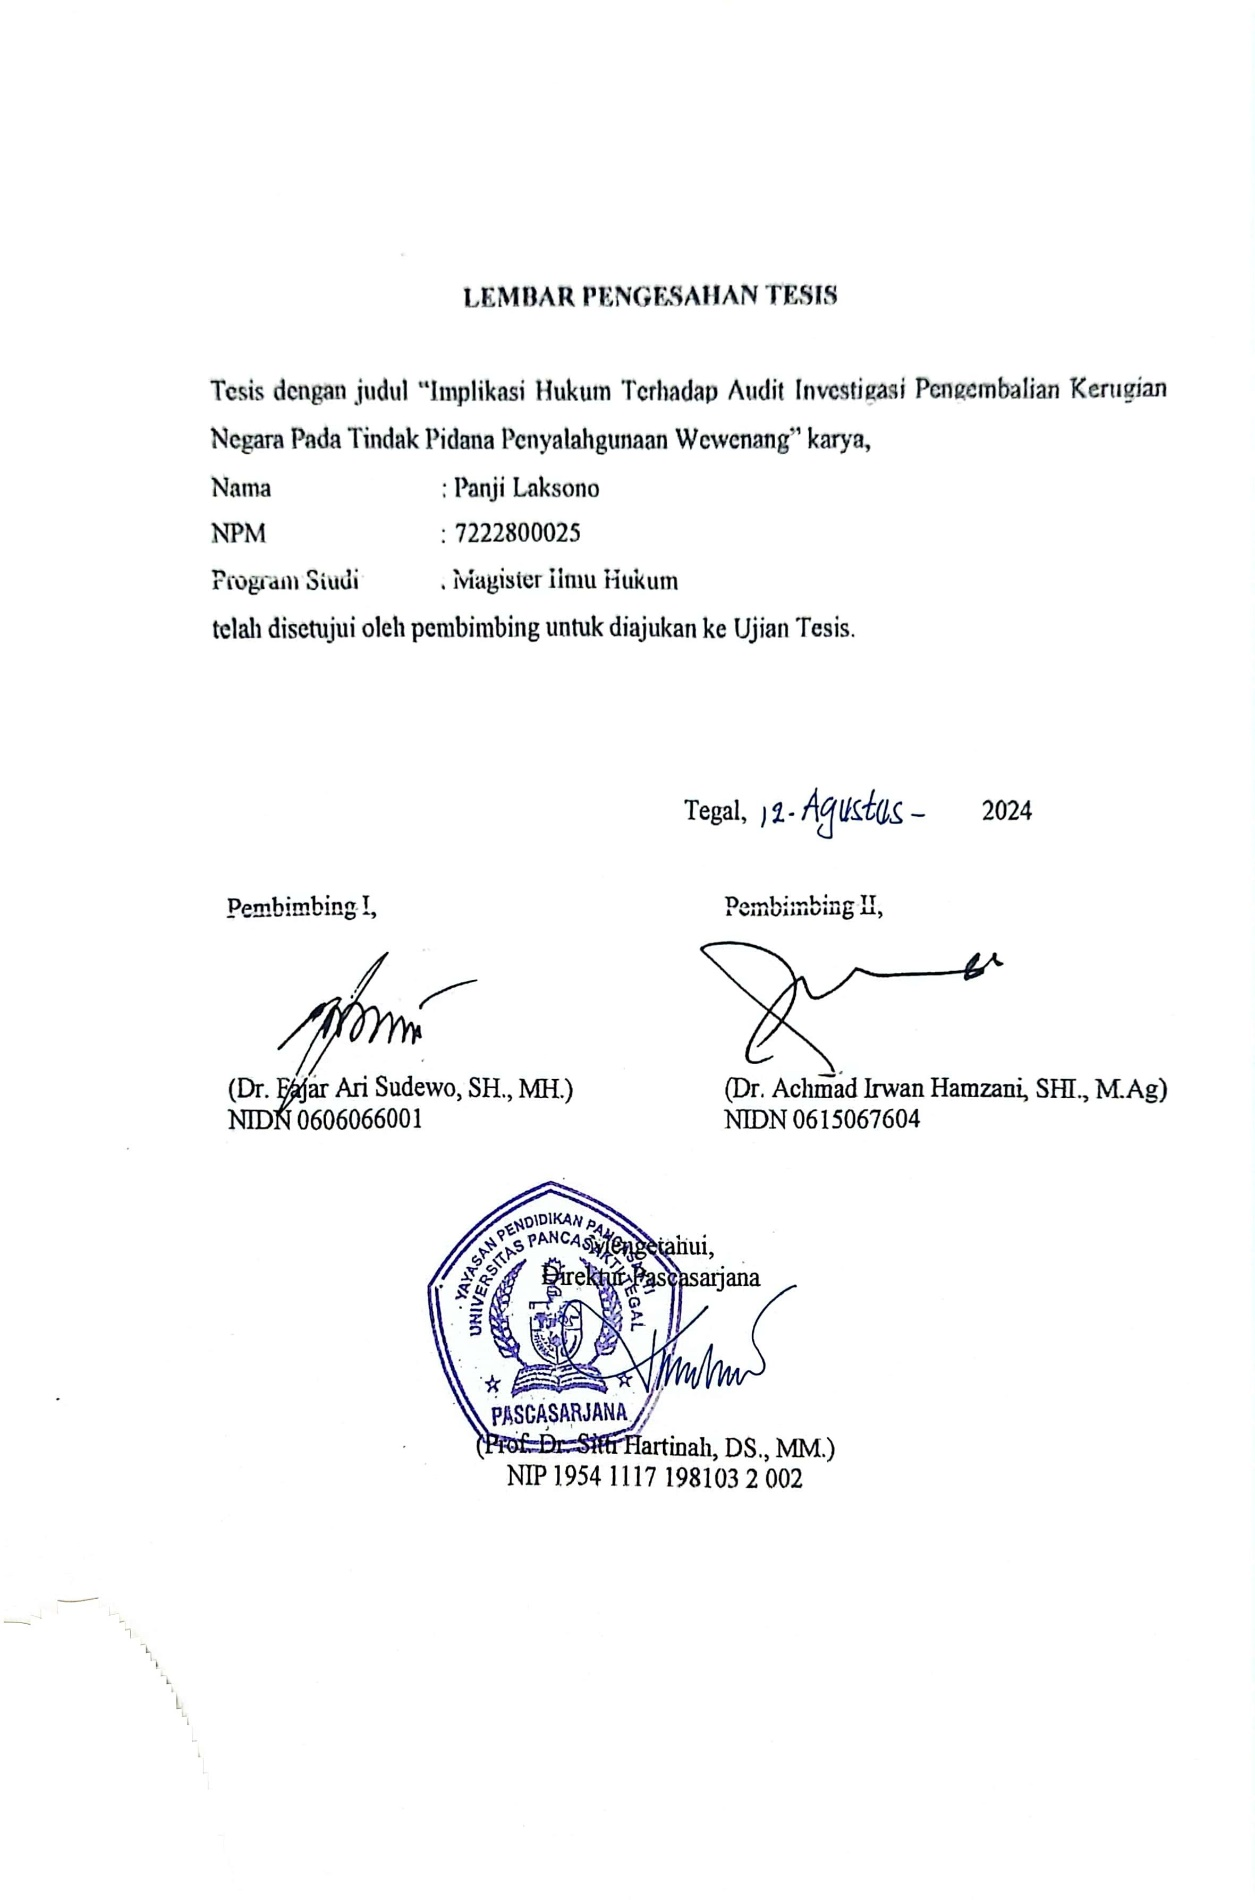 LEMBAR PENGESAHAN TESIS
Tesis dengan judul “Implikasi Hukum Terhadap Audit Investigasi Pengembalian Kerugian
Negara Pada Tindak Pidana Penyalahgunaan Wewenang” karya,
Nama : Panji Laksono
NPM : 7222800025
Program Studi : Magister Ilmu Hukum
telah disetujui oleh pembimbing untuk diajukan ke Ujian Tesis.
Tegal, 12 - Agustus - 2024
Pembimbing I, Pembimbing II,
(Dr. Fajar Ari Sudewo, SH., MH.) (Dr. Achmad Irwan Hamzani, SHI., M.Ag)
NIDN 0606066001 NIDN 0615067604
YAYASAN PENDIDIKAN PANCASAKTI
UNIVERSITAS PANCASAKTI TEGAL
Mengetahui,
Direktur Pascasarjana
PASCASARJANA
(Prof. Dr. Sitti Hartinah, DS., MM.)
NIP 1954 1117 198103 2 002